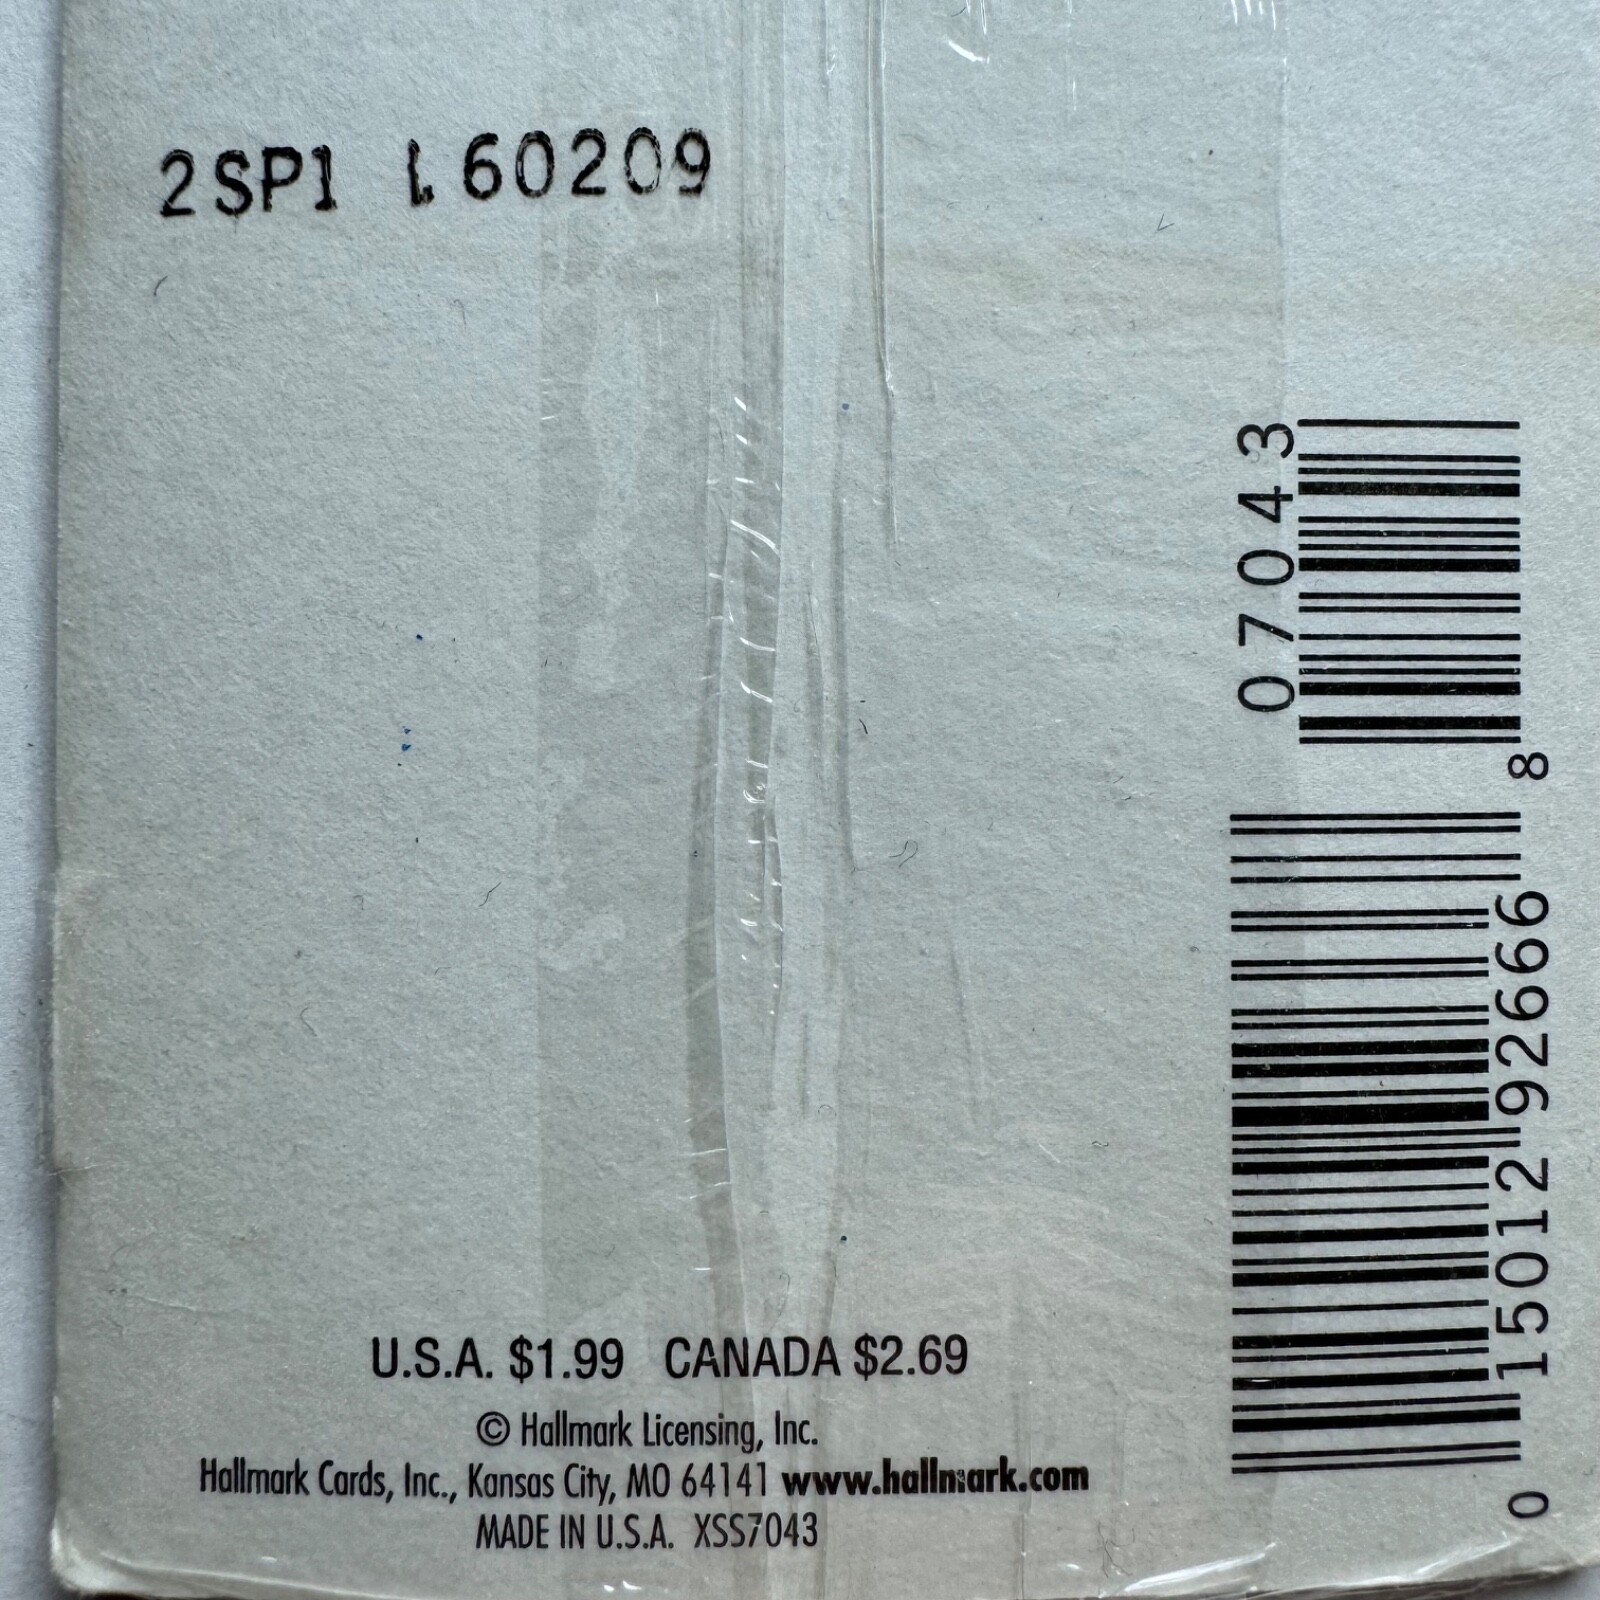 2SP1 160209
07043
0 15012 92666 8
U.S.A. $1.99 CANADA $2.69
© Hallmark Licensing, Inc.
Hallmark Cards, Inc., Kansas City, MO 64141 www.hallmark.com
MADE IN U.S.A. XSS7043